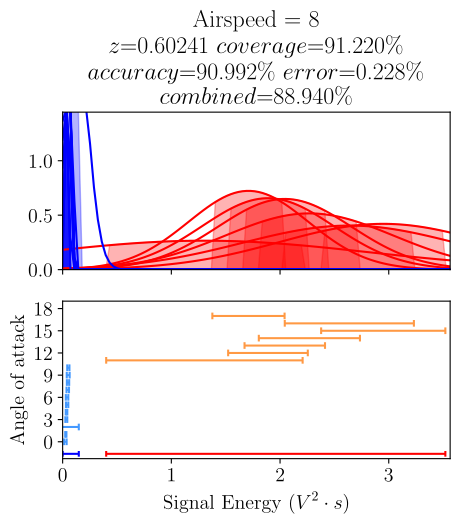 Airspeed = 8
z=0.60241 coverage=91.220%
accuracy=90.992% error=0.228%
combined=88.940%
1.0
0.5
0.0
18
15
12
9
6
3
0
Angle of attack
0 1 2 3
Signal Energy (V² · s)